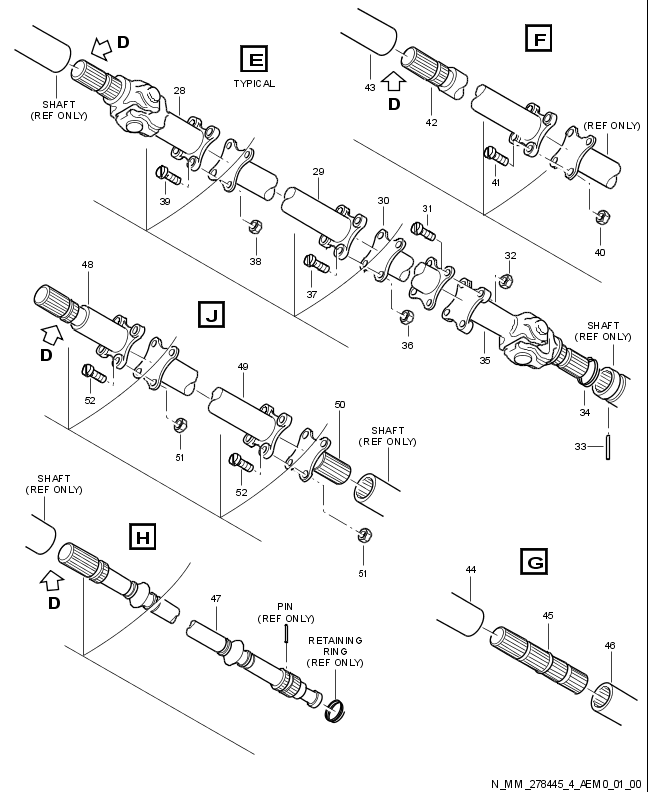 D
E
TYPICAL
SHAFT
(REF ONLY)
28
39
38
29
30
31
32
37
36
35
34
33
SHAFT
(REF ONLY)
F
43
D
42
41
(REF ONLY)
40
J
48
D
52
51
49
50
SHAFT
(REF ONLY)
52
51
H
SHAFT
(REF ONLY)
D
47
PIN
(REF ONLY)
RETAINING
RING
(REF ONLY)
G
44
45
46
N_MM_278445_4_AEM0_01_00